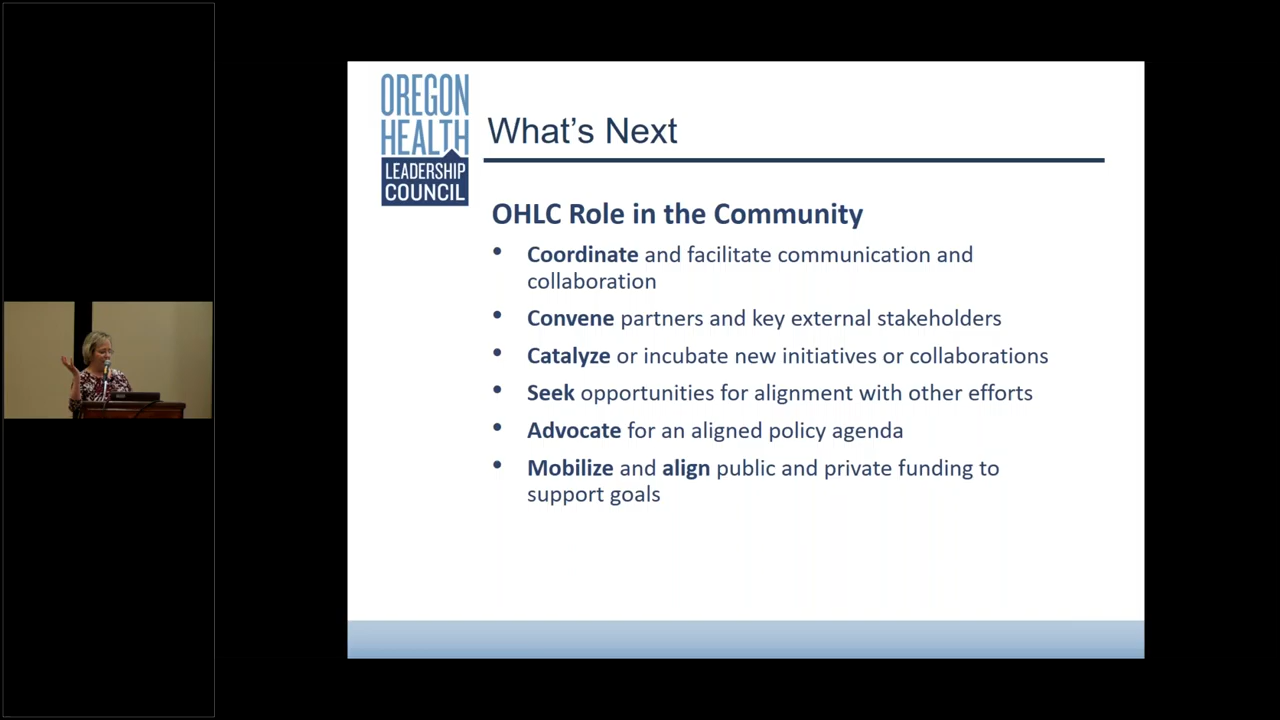 OREGON
HEALTH
LEADERSHIP
COUNCIL
What's Next
OHLC Role in the Community
• Coordinate and facilitate communication and
collaboration
• Convene partners and key external stakeholders
• Catalyze or incubate new initiatives or collaborations
• Seek opportunities for alignment with other efforts
• Advocate for an aligned policy agenda
• Mobilize and align public and private funding to
support goals